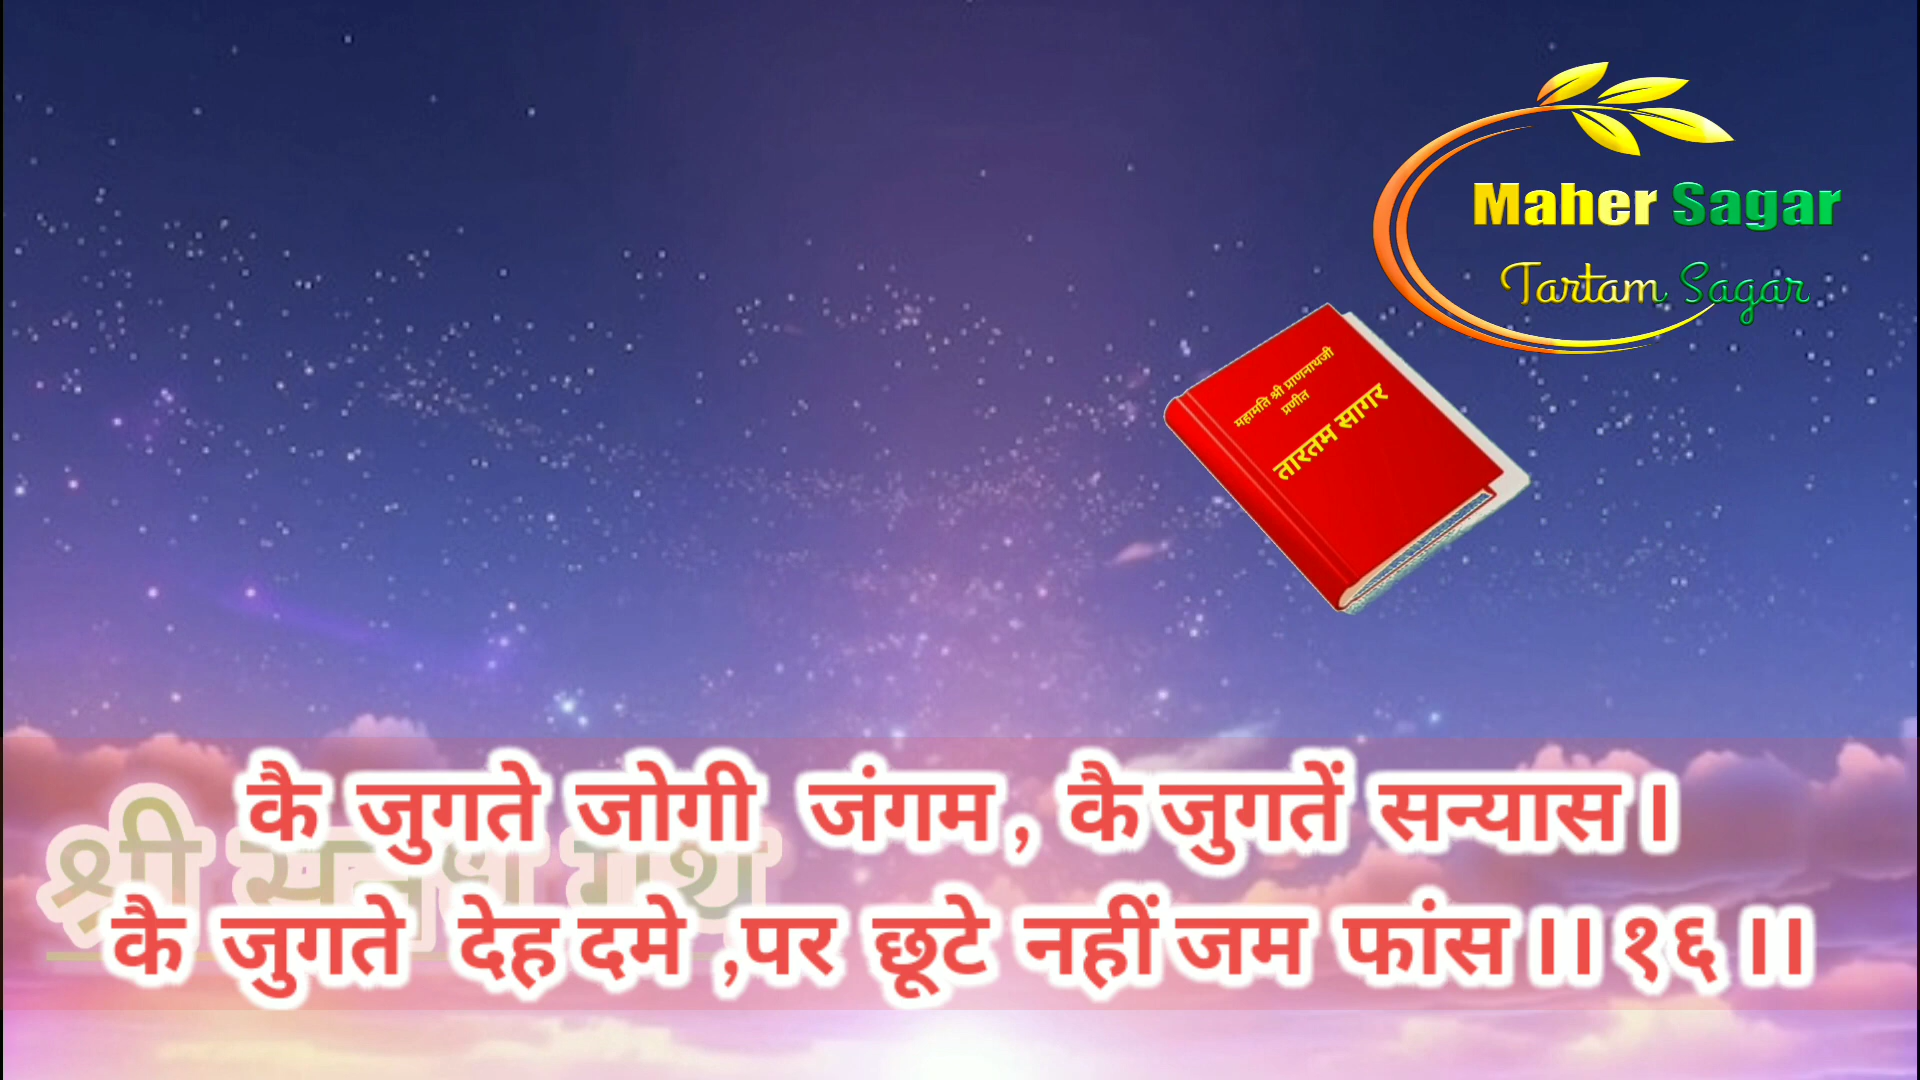 Maher Sagar
Tartam Sagar
महामति श्री प्राणनाथजी
प्रणीत
तारतम सागर
कै जुगते जोगी जंगम, कै जुगतें सन्यास।
श्री
कै जुगते देह दमे ,पर छूटे नहीं जम फांस।। १६ ।।